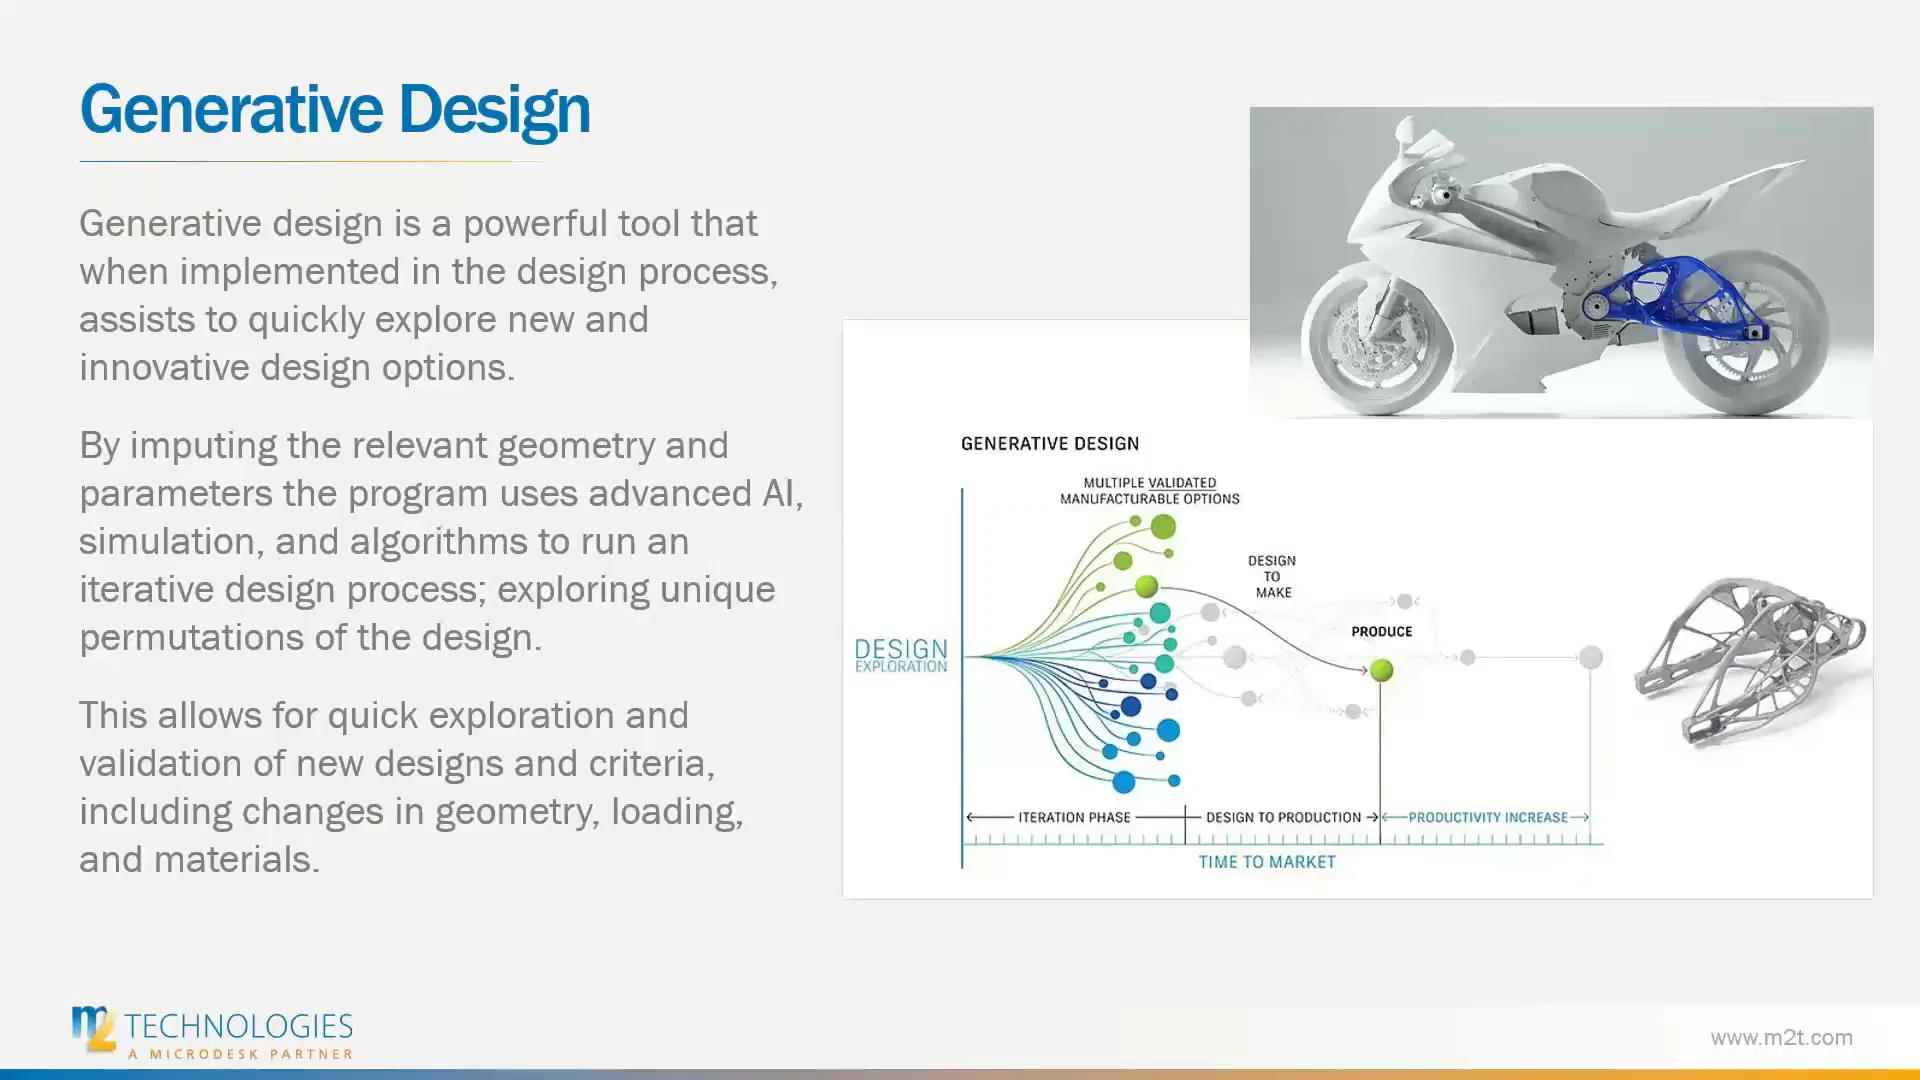 Generative Design
Generative design is a powerful tool that
when implemented in the design process,
assists to quickly explore new and
innovative design options.
By imputing the relevant geometry and
parameters the program uses advanced AI,
simulation, and algorithms to run an
iterative design process; exploring unique
permutations of the design.
This allows for quick exploration and
validation of new designs and criteria,
including changes in geometry, loading,
and materials.
GENERATIVE DESIGN
MULTIPLE VALIDATED
MANUFACTURABLE OPTIONS
DESIGN
TO
MAKE
PRODUCE
DESIGN
EXPLORATION
ITERATION PHASE
DESIGN TO PRODUCTION
PRODUCTIVITY INCREASE
TIME TO MARKET
m2 TECHNOLOGIES
A MICRODESK PARTNER
www.m2t.com